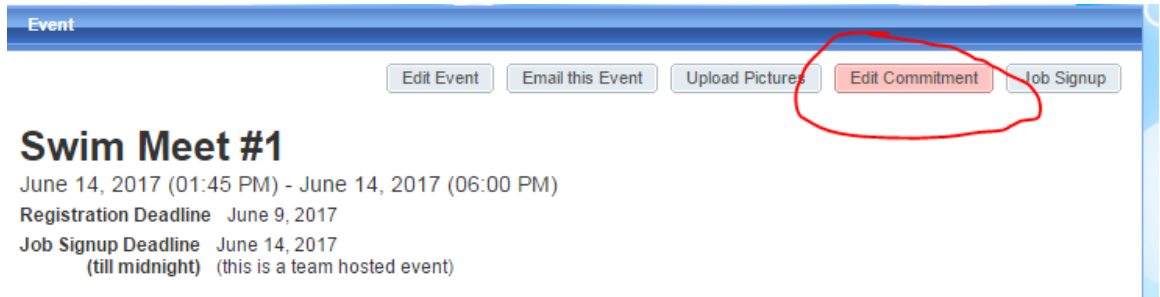 Event
Edit Event Email this Event Upload Pictures Edit Commitment Job Signup
Swim Meet #1
June 14, 2017 (01:45 PM) - June 14, 2017 (06:00 PM)
Registration Deadline June 9, 2017
Job Signup Deadline June 14, 2017
(till midnight) (this is a team hosted event)